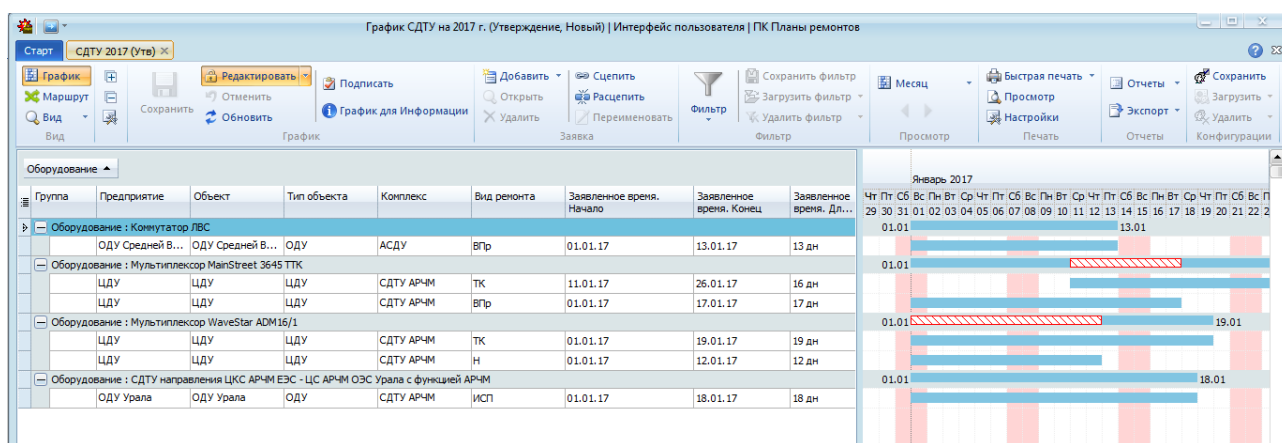 График СДТУ на 2017 г. (Утверждение, Новый) | Интерфейс пользователя | ПК Планы ремонтов
Старт СДТУ 2017 (Утв)
График Редактировать Подписать Добавить Сцепить Сохранить фильтр Месяц Быстрая печать Отчеты Сохранить
Маршрут Сохранить Отменить График для Информации Открыть Расцепить Фильтр Загрузить фильтр Просмотр Экспорт Загрузить
Вид Обновить Удалить Переименовать Удалить фильтр Настройки Удалить
Вид График Заявка Фильтр Просмотр Печать Отчеты Конфигурации
Оборудование
Январь 2017
Группа Предприятие Объект Тип объекта Комплекс Вид ремонта Заявленное время. Начало Заявленное время. Конец Заявленное время. Дл... Чт Пт Сб Вс Пн Вт Ср Чт Пт Сб Вс Пн Вт Ср Чт Пт Сб Вс Пн Вт Ср Чт Пт Сб Вс П
29 30 31 01 02 03 04 05 06 07 08 09 10 11 12 13 14 15 16 17 18 19 20 21 22 2
Оборудование : Коммутатор ЛВС 01.01 13.01
ОДУ Средней В... ОДУ Средней В... ОДУ АСДУ ВПр 01.01.17 13.01.17 13 дн
Оборудование : Мультиплексор MainStreet 3645 ТТК 01.01
ЦДУ ЦДУ ЦДУ СДТУ АРЧМ ТК 11.01.17 26.01.17 16 дн
ЦДУ ЦДУ ЦДУ СДТУ АРЧМ ВПр 01.01.17 17.01.17 17 дн
Оборудование : Мультиплексор WaveStar ADM16/1 01.01 19.01
ЦДУ ЦДУ ЦДУ СДТУ АРЧМ ТК 01.01.17 19.01.17 19 дн
ЦДУ ЦДУ ЦДУ СДТУ АРЧМ Н 01.01.17 12.01.17 12 дн
Оборудование : СДТУ направления ЦКС АРЧМ ЕЭС - ЦС АРЧМ ОЭС Урала с функцией АРЧМ 01.01 18.01
ОДУ Урала ОДУ Урала ОДУ СДТУ АРЧМ ИСП 01.01.17 18.01.17 18 дн